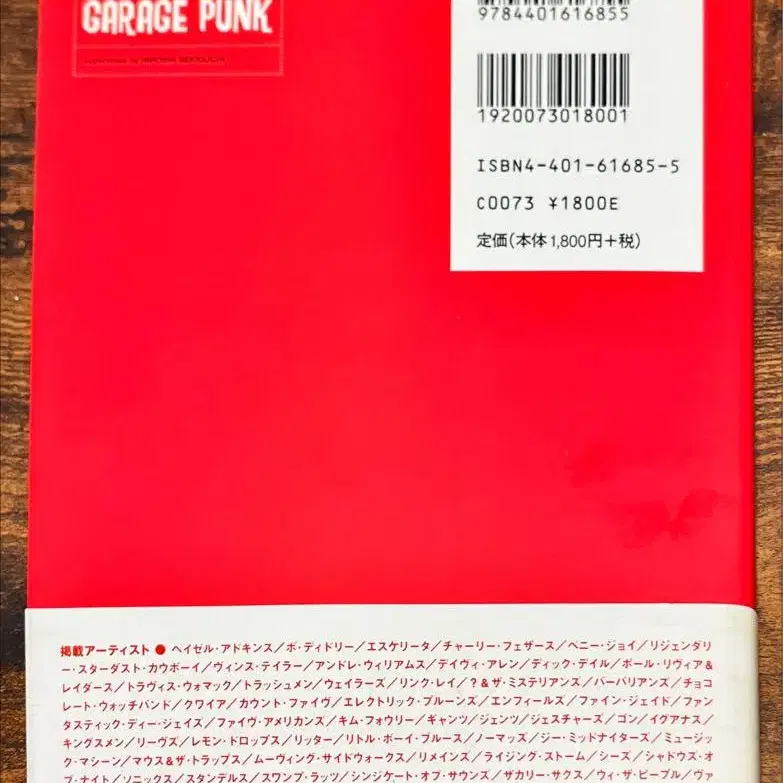 GARAGE PUNK
9784401616855
1920073018001
ISBN4-401-61685-5
C0073 ¥1800E
定価(本体1,800円+税)
掲載アーティスト● ヘイゼル・アドキンス/ボ・ディドリー/エスケリータ/チャーリー・フェザース/ベニー・ジョイ/リジェンダリ
ー・スターダスト・カウボーイ/ヴィンス・テイラー/アンドレ・ウィリアムス/デイヴィ・アレン/ディック・デイル/ポール・リヴィア&
レイダース/トラヴィス・ウォマック/トラッシュメン/ウェイラーズ/リンク・レイ/?&ザ・ミステリアンズ/バーバリアンズ/チョコ
レート・ウォッチバンド/クワイア/カウント・ファイヴ/エレクトリック・プルーンズ/エンフィールズ/ファイン・ジェイド/ファン
タスティック・ディー・ジェイズ/ファイヴ・アメリカンズ/キム・フォウリー/ギャンツ/ジェンツ/ジェスチャーズ/ゴン/イグアナス/
キングスメン/リーヴズ/レモン・ドロップス/リッター/リトル・ボーイ・ブルース/ノーマッズ/ジー・ミッドナイターズ/ミュージッ
ク・マシーン/マウス&ザ・トラップス/ムーヴィング・サイドウォークス/リメインズ/ライジング・ストーム/シーズ/シャドウズ・オ
ブ・ナイト/ソニックス/スタンデルス/スワンプ・ラッツ/シンジケート・オブ・サウンズ/ザカリー・サクス/ウィ・ザ・ピープル/ヴァ